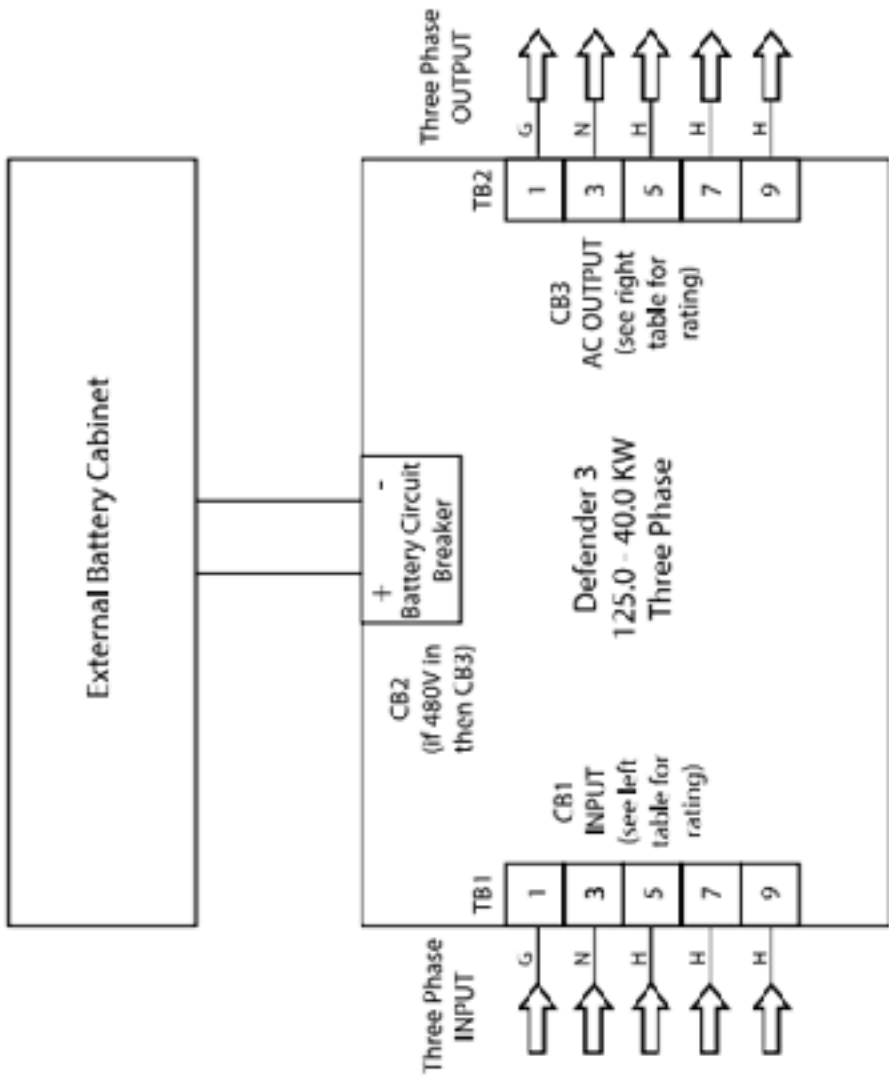 External Battery Cabinet
+ -
Battery Circuit
Breaker
CB2
(if 480V in
then CB3)
Three Phase
INPUT
TB1
G 1
N 3
H 5
H 7
H 9
CB1
INPUT
(see left
table for
rating)
Defender 3
125.0 - 40.0 KW
Three Phase
CB3
AC OUTPUT
(see right
table for
rating)
TB2
Three Phase
OUTPUT
1 G
3 N
5 H
7 H
9 H